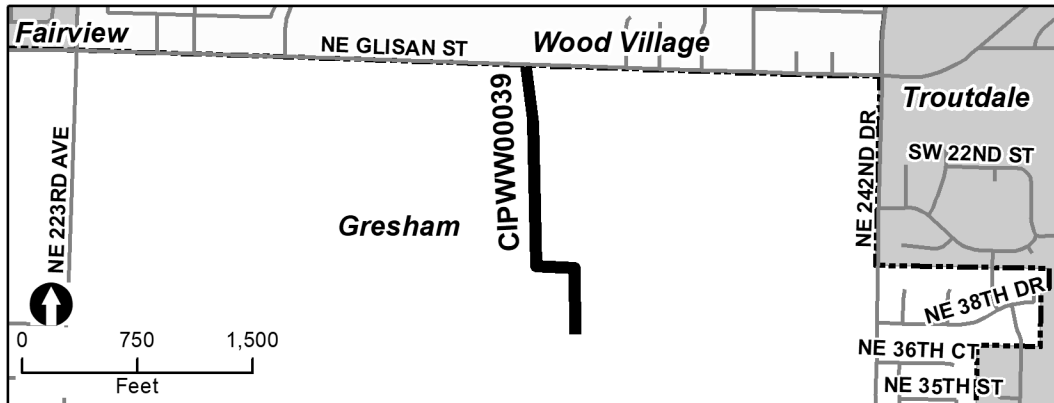 Fairview
NE GLISAN ST
Wood Village
NE 223RD AVE
CIPWW00039
Gresham
NE 242ND DR
Troutdale
SW 22ND ST
NE 38TH DR
NE 36TH CT
NE 35TH ST
0 750 1,500
Feet